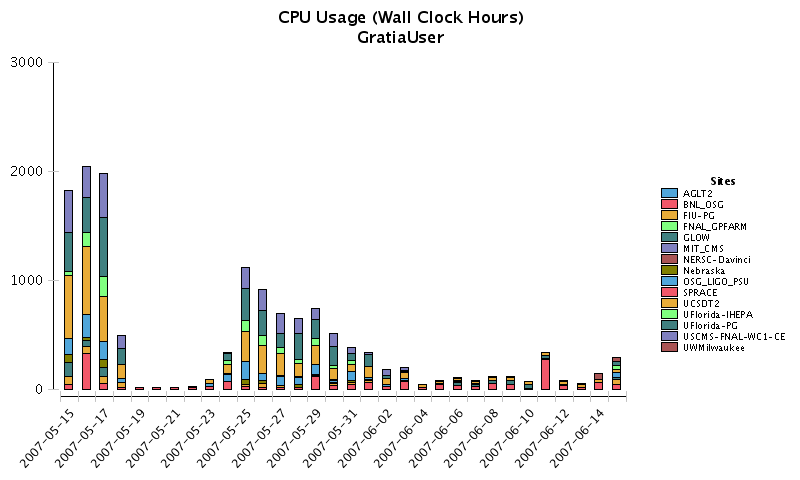 CPU Usage (Wall Clock Hours)
GratiaUser
3000
2000
1000
0
2007-05-15
2007-05-17
2007-05-19
2007-05-21
2007-05-23
2007-05-25
2007-05-27
2007-05-29
2007-05-31
2007-06-02
2007-06-04
2007-06-06
2007-06-08
2007-06-10
2007-06-12
2007-06-14
Sites
AGLT2
BNL_OSG
FIU-PG
FNAL_GPFARM
GLOW
MIT_CMS
NERSC-Davinci
Nebraska
OSG_LIGO_PSU
SPRACE
UCSDT2
UFlorida-IHEPA
UFlorida-PG
USCMS-FNAL-WC1-CE
UWMilwaukee